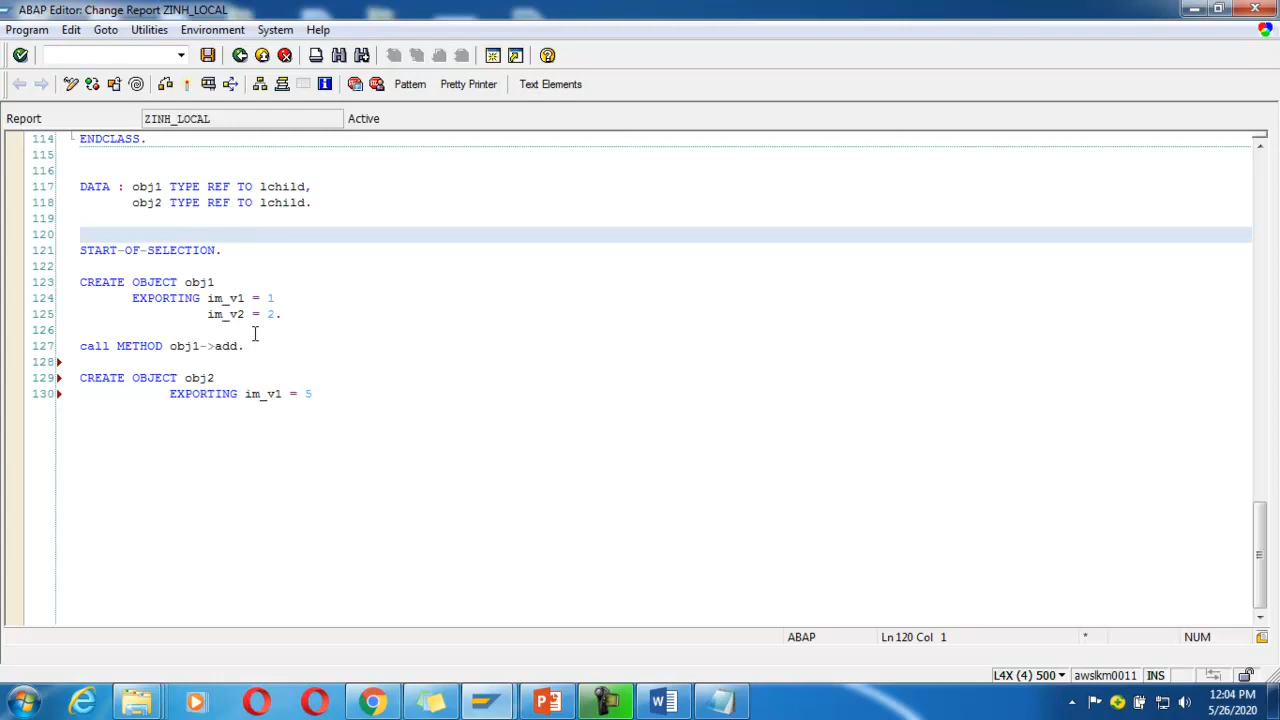 ABAP Editor: Change Report ZINH_LOCAL
Program Edit Goto Utilities Environment System Help
Pattern Pretty Printer Text Elements
Report ZINH_LOCAL Active
114 ENDCLASS.
115
116
117 DATA : obj1 TYPE REF TO lchild,
118 obj2 TYPE REF TO lchild.
119
120
121 START-OF-SELECTION.
122
123 CREATE OBJECT obj1
124 EXPORTING im_v1 = 1
125 im_v2 = 2.
126
127 call METHOD obj1->add.
128
129 CREATE OBJECT obj2
130 EXPORTING im_v1 = 5
ABAP Ln 120 Col 1 * NUM
L4X (4) 500 awslkm0011 INS
12:04 PM
5/26/2020